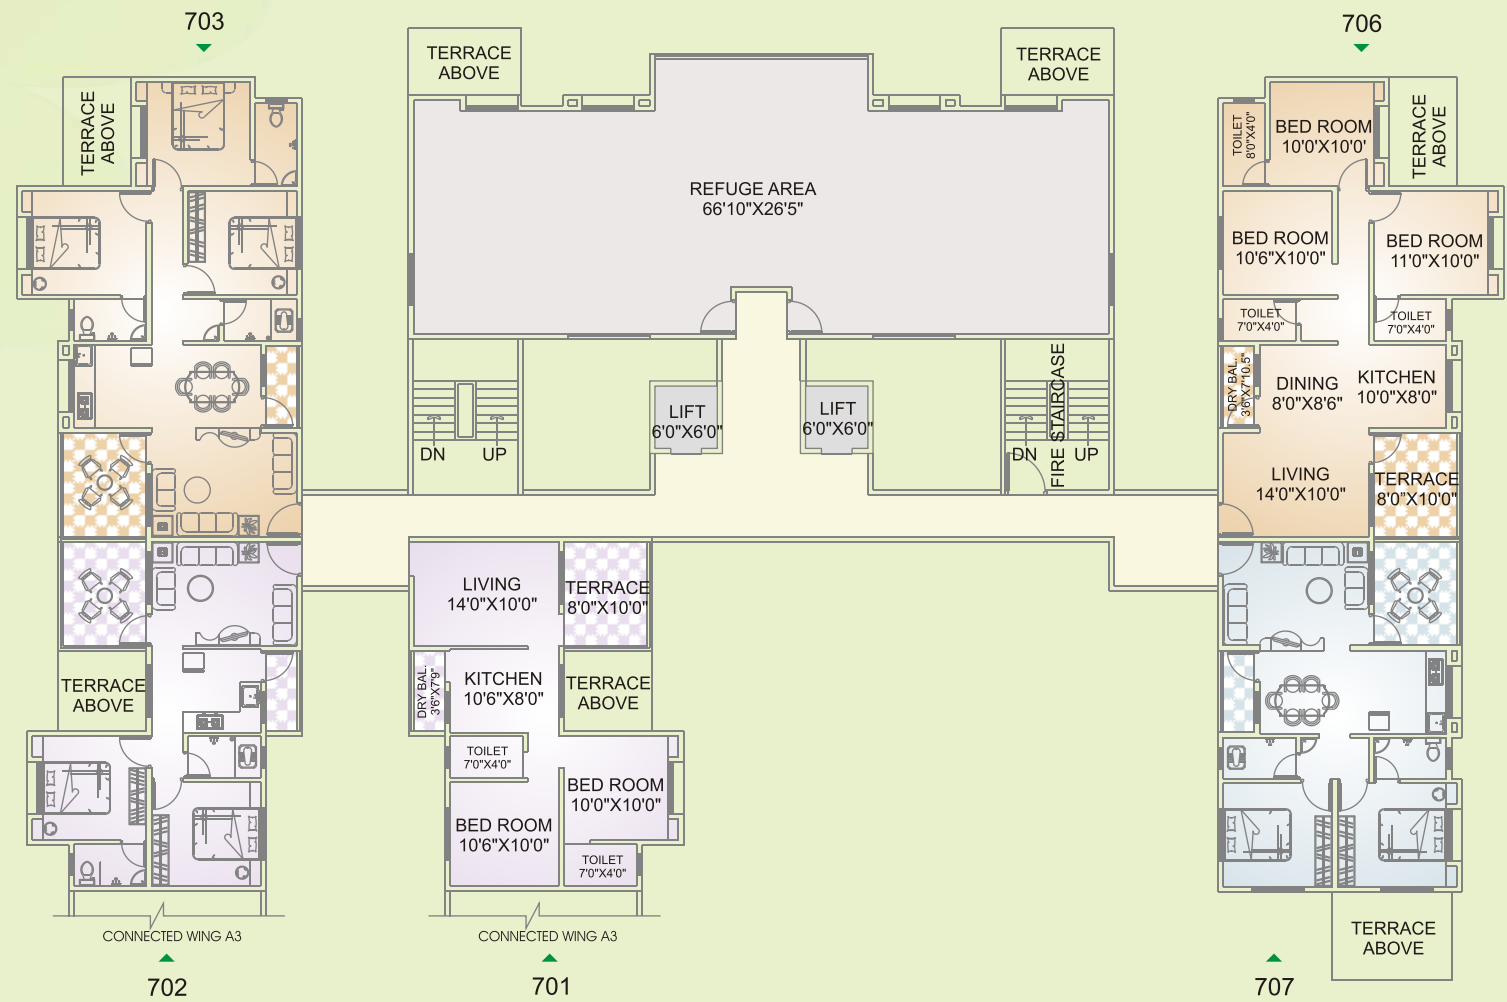 703
706
TERRACE
ABOVE
TERRACE
ABOVE
TERRACE
ABOVE
TERRACE
ABOVE
TOILET
8'0"X4'0"
BED ROOM
10'0'X10'0'
REFUGE AREA
66'10"X26'5"
BED ROOM
10'6"X10'0"
BED ROOM
11'0"X10'0"
TOILET
7'0"X4'0"
TOILET
7'0"X4'0"
DRY BAL.
3'6"X7'10.5"
DINING
8'0"X8'6"
KITCHEN
10'0"X8'0"
LIFT
6'0"X6'0"
LIFT
6'0"X6'0"
DN
UP
FIRE STAIRCASE
DN
UP
LIVING
14'0"X10'0"
TERRACE
8'0"X10'0"
LIVING
14'0"X10'0"
TERRACE
8'0"X10'0"
TERRACE
ABOVE
DRY BAL.
3'6"X7'9"
KITCHEN
10'6"X8'0"
TERRACE
ABOVE
TOILET
7'0"X4'0"
BED ROOM
10'0"X10'0"
BED ROOM
10'6"X10'0"
TOILET
7'0"X4'0"
CONNECTED WING A3
CONNECTED WING A3
TERRACE
ABOVE
702
701
707